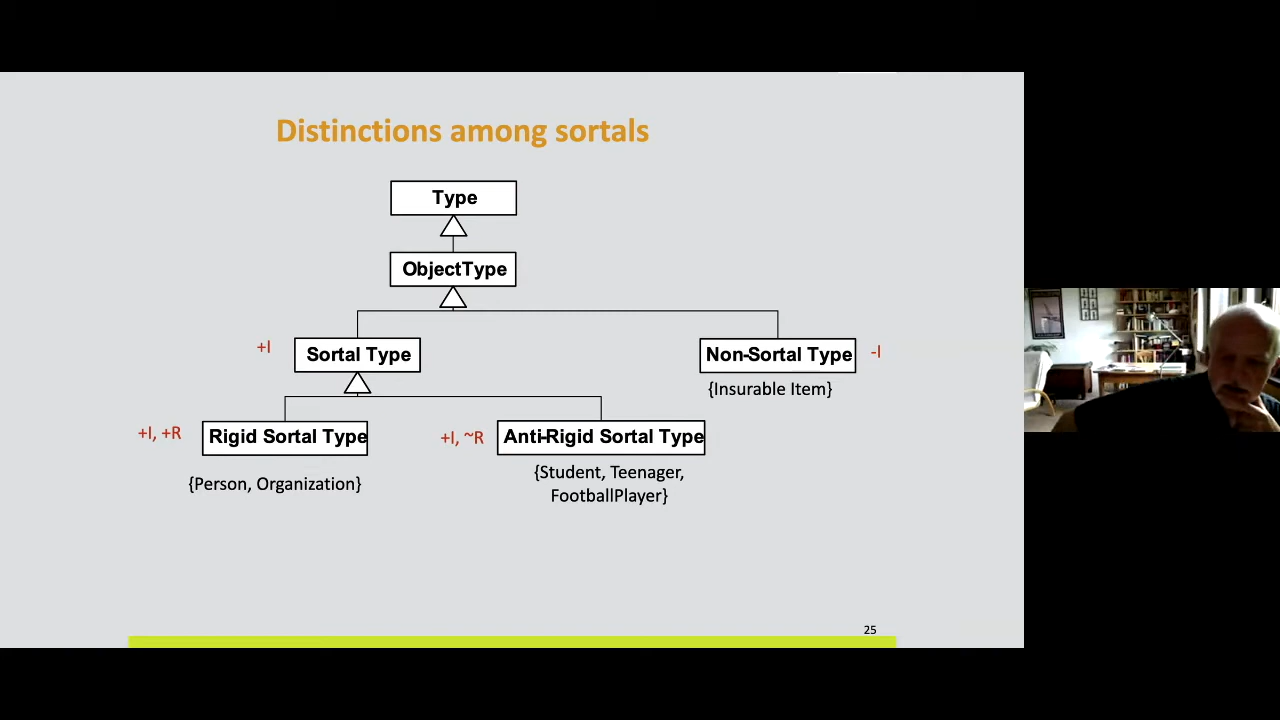 Distinctions among sortals
Type
ObjectType
+I
Sortal Type
Non-Sortal Type
-I
{Insurable Item}
+I, +R
Rigid Sortal Type
+I, ~R
Anti-Rigid Sortal Type
{Person, Organization}
{Student, Teenager,
FootballPlayer}
25